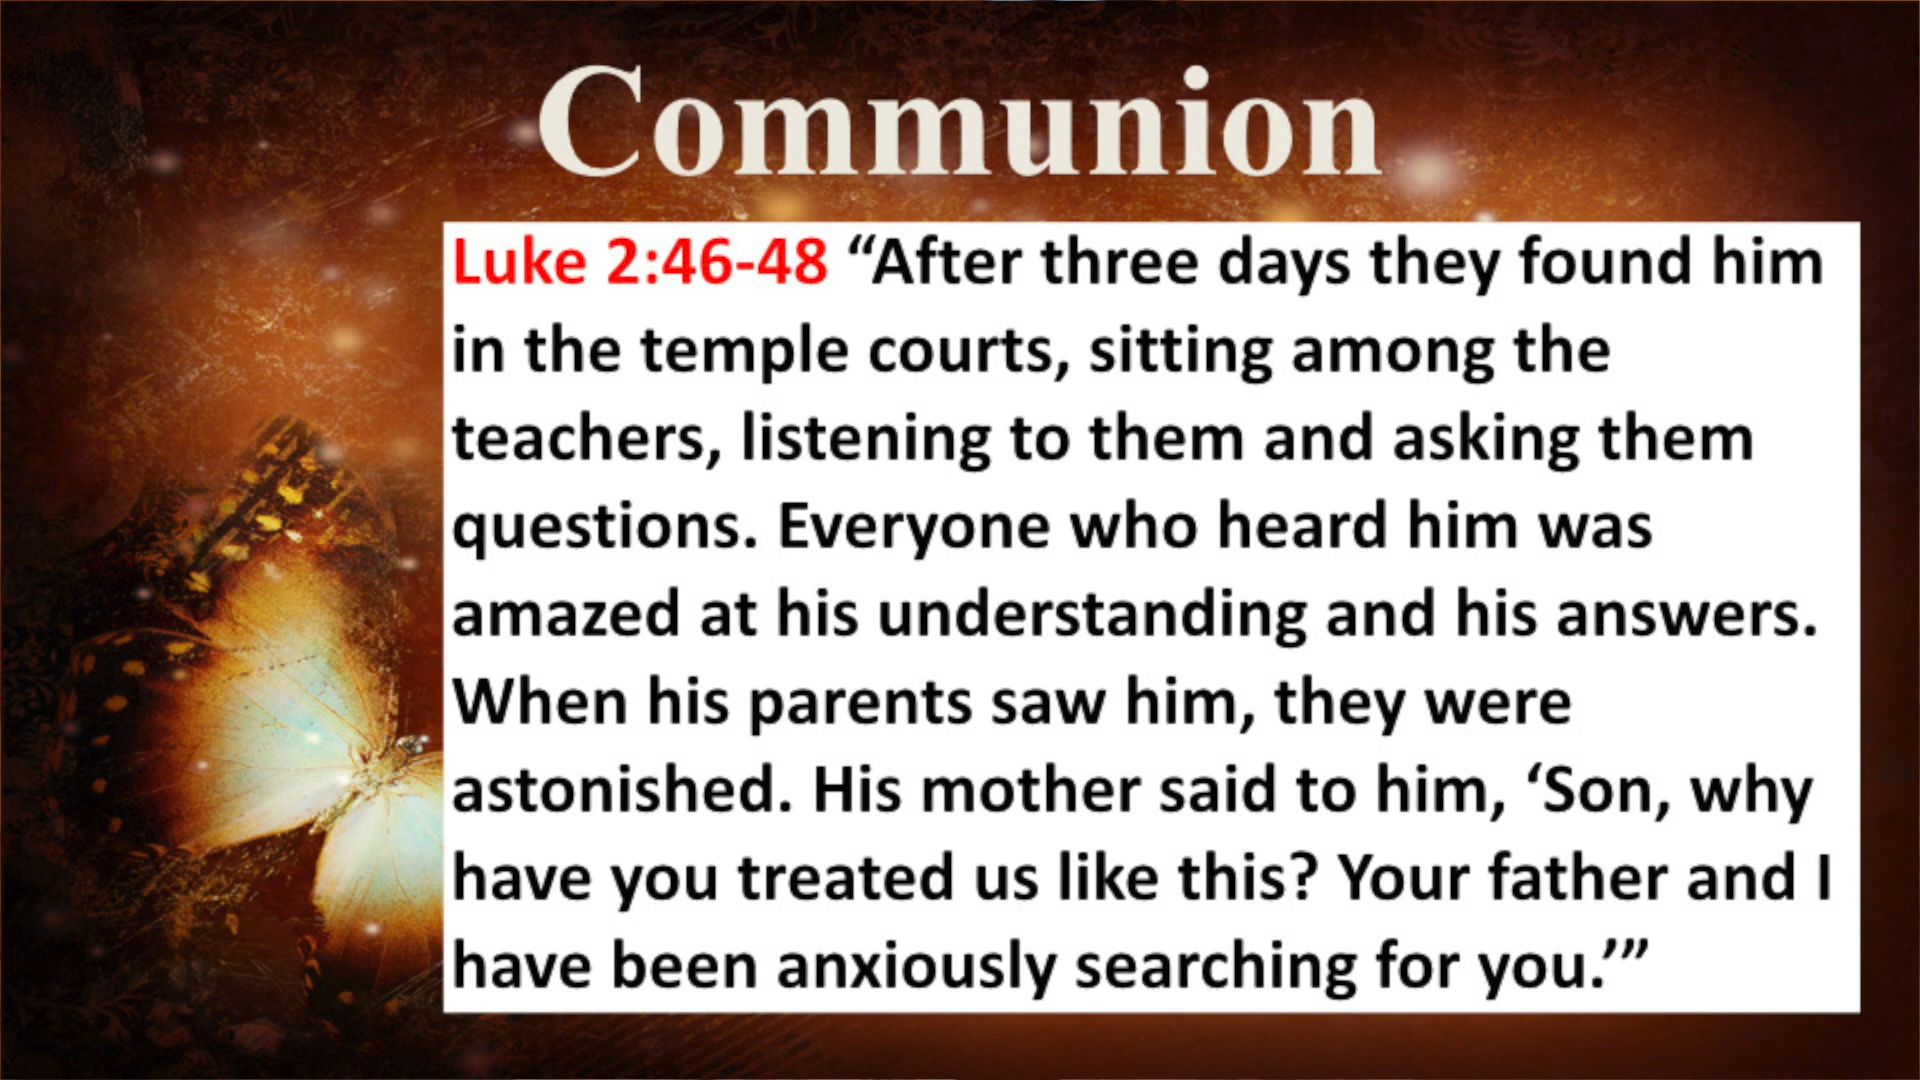 Communion
Luke 2:46-48 “After three days they found him
in the temple courts, sitting among the
teachers, listening to them and asking them
questions. Everyone who heard him was
amazed at his understanding and his answers.
When his parents saw him, they were
astonished. His mother said to him, ‘Son, why
have you treated us like this? Your father and I
have been anxiously searching for you.’”